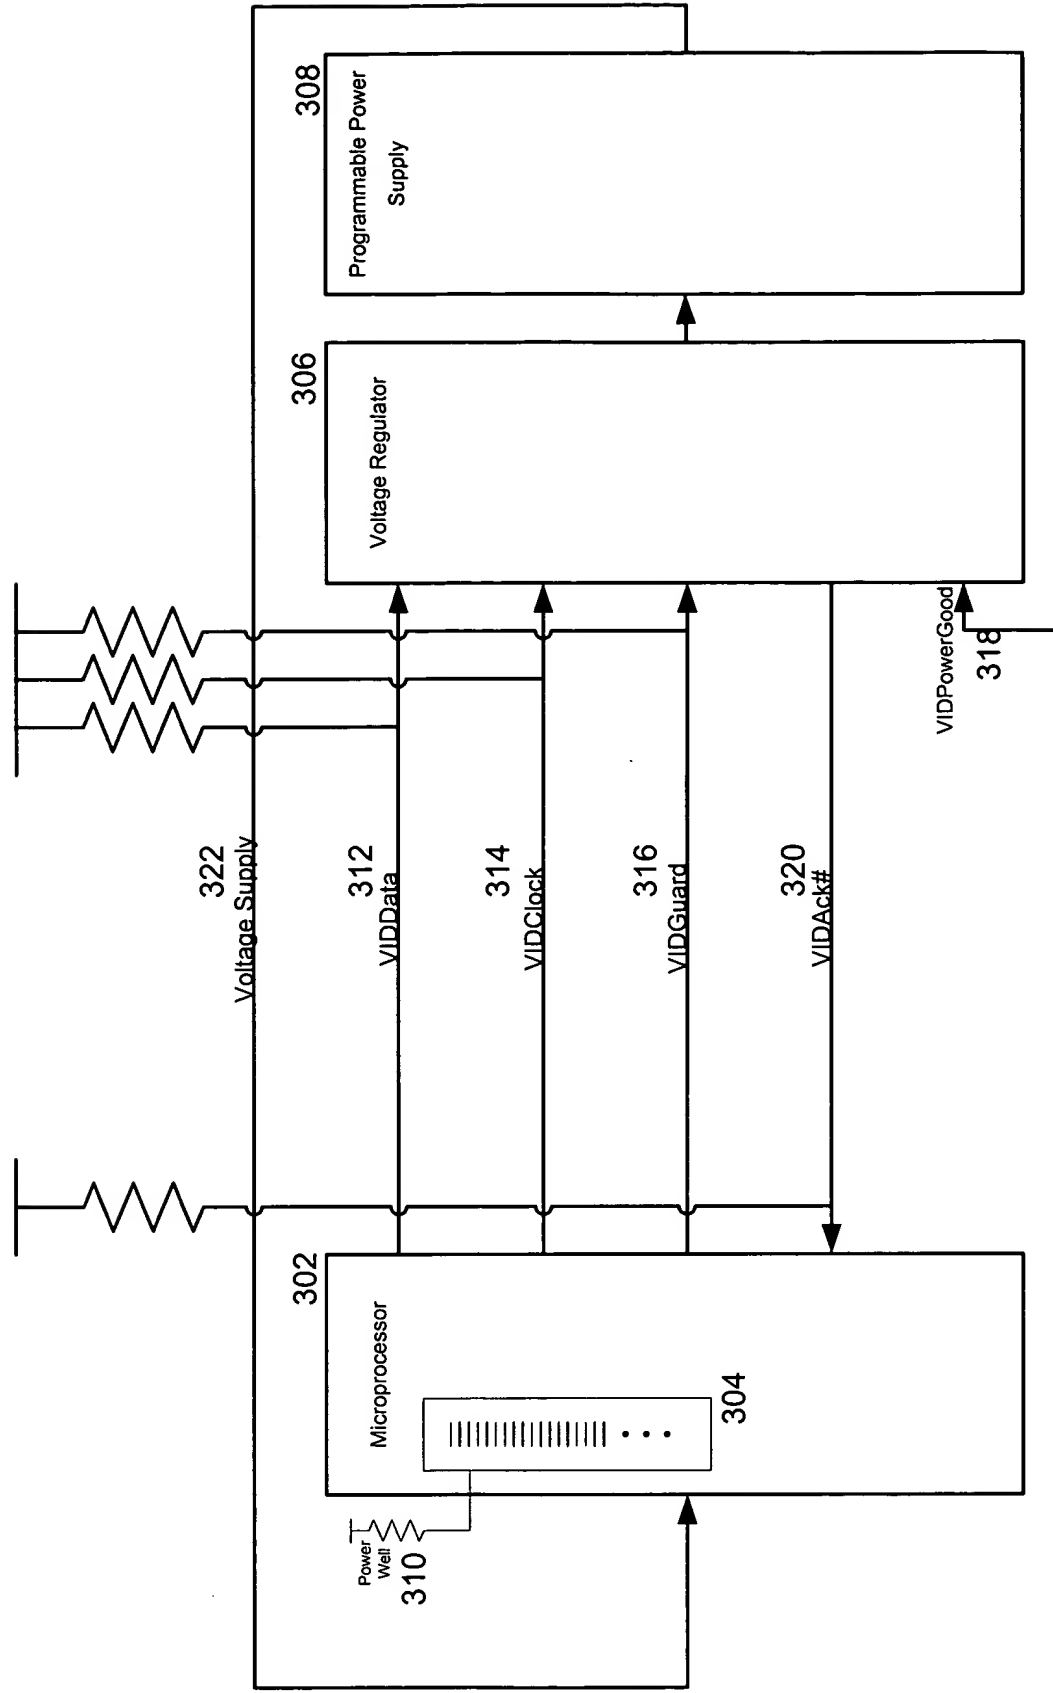 322
Voltage Supply
302
Microprocessor
304
Power
Well
310
312
VIDData
314
VIDClock
316
VIDGuard
320
VIDAck#
306
Voltage Regulator
VIDPowerGood
318
308
Programmable Power
Supply